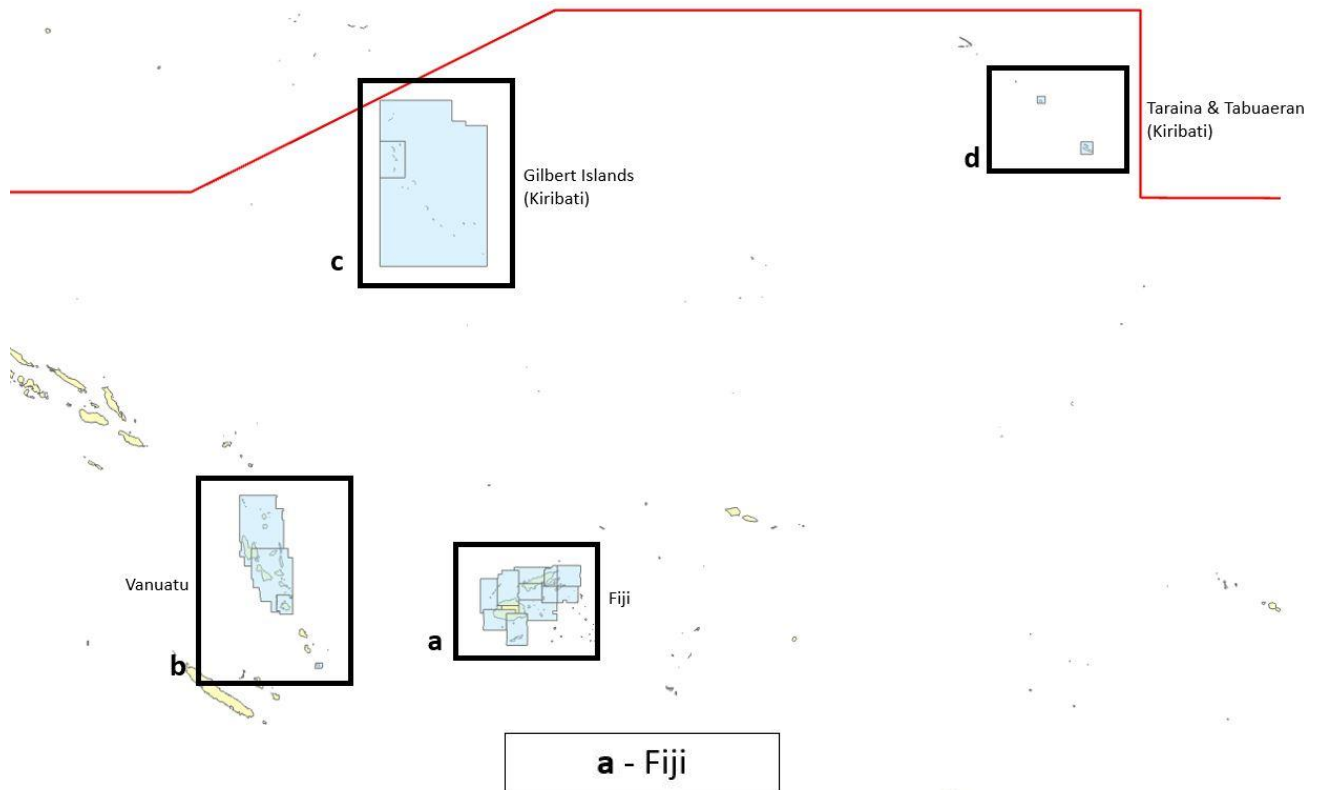 Taraina & Tabuaeran
(Kiribati)
d
Gilbert Islands
(Kiribati)
c
Vanuatu
Fiji
a
b
a - Fiji